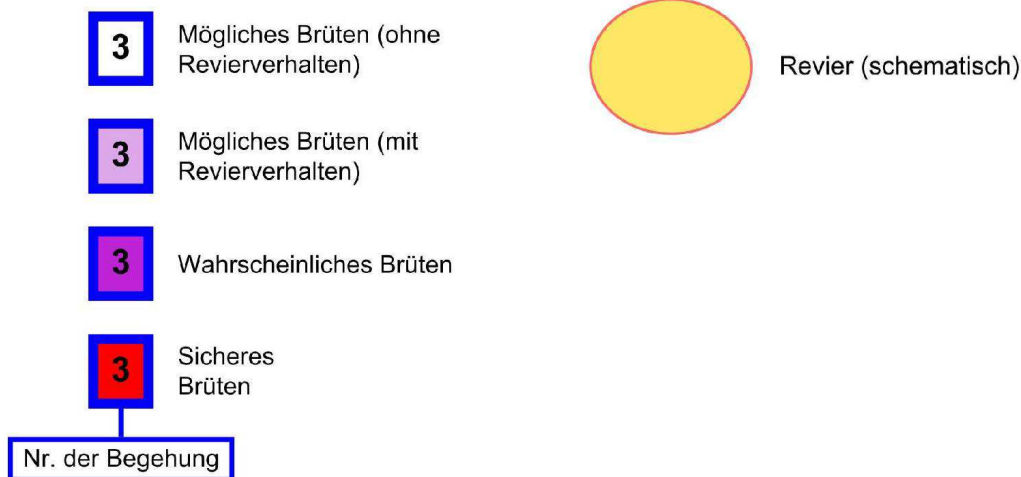 3
Mögliches Brüten (ohne
Revierverhalten)
Revier (schematisch)
3
Mögliches Brüten (mit
Revierverhalten)
3
Wahrscheinliches Brüten
3
Sicheres
Brüten
Nr. der Begehung